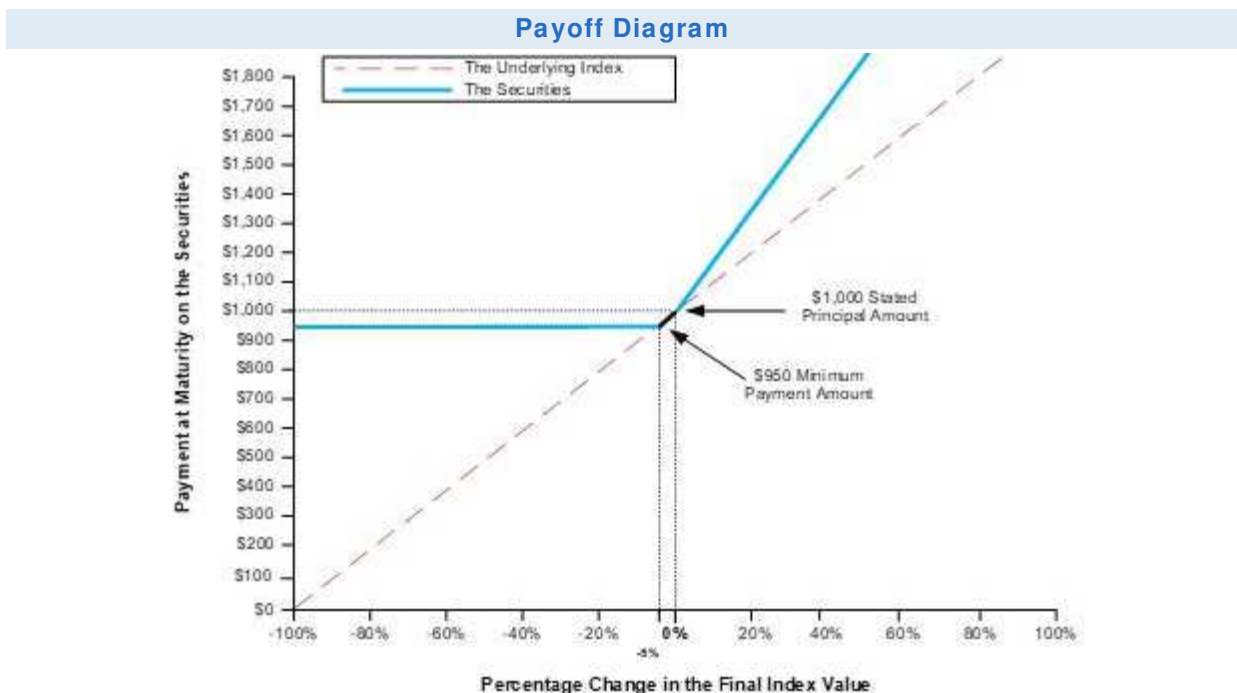 Payoff Diagram
The Underlying Index
The Securities
$1,800
$1,700
$1,600
$1,500
$1,400
$1,300
$1,200
$1,100
$1,000
$900
$800
$700
$600
$500
$400
$300
$200
$100
$0
Payment at Maturity on the Securities
$1,000 Stated
Principal Amount
$950 Minimum
Payment Amount
-100% -80% -60% -40% -20% 0% 20% 40% 60% 80% 100%
-5%
Percentage Change in the Final Index Value